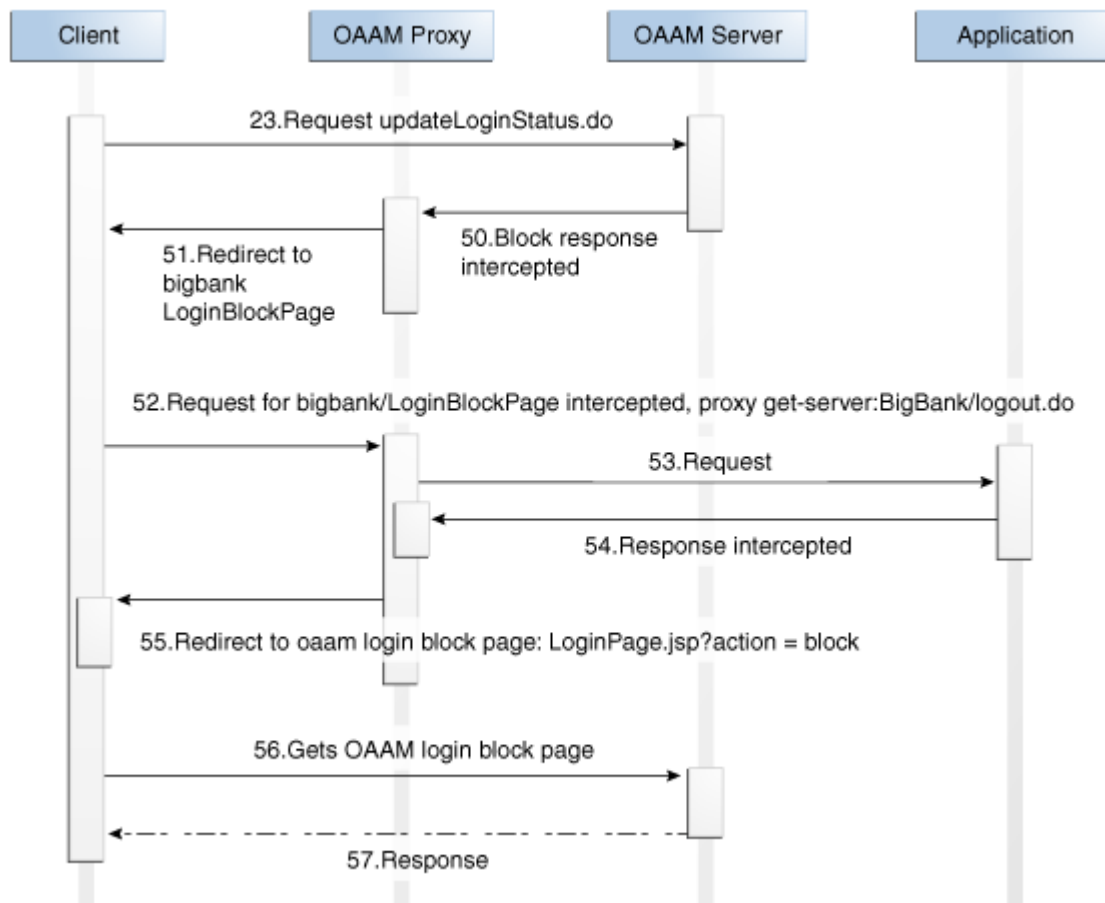 Client
OAAM Proxy
OAAM Server
Application
23.Request updateLoginStatus.do
50.Block response
intercepted
51.Redirect to
bigbank
LoginBlockPage
52.Request for bigbank/LoginBlockPage intercepted, proxy get-server:BigBank/logout.do
53.Request
54.Response intercepted
55.Redirect to oaam login block page: LoginPage.jsp?action = block
56.Gets OAAM login block page
57.Response